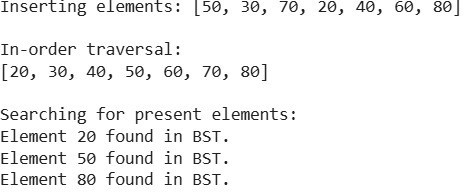 Inserting elements: [50, 30, 70, 20, 40, 60, 80]
In-order traversal:
[20, 30, 40, 50, 60, 70, 80]
Searching for present elements:
Element 20 found in BST.
Element 50 found in BST.
Element 80 found in BST.